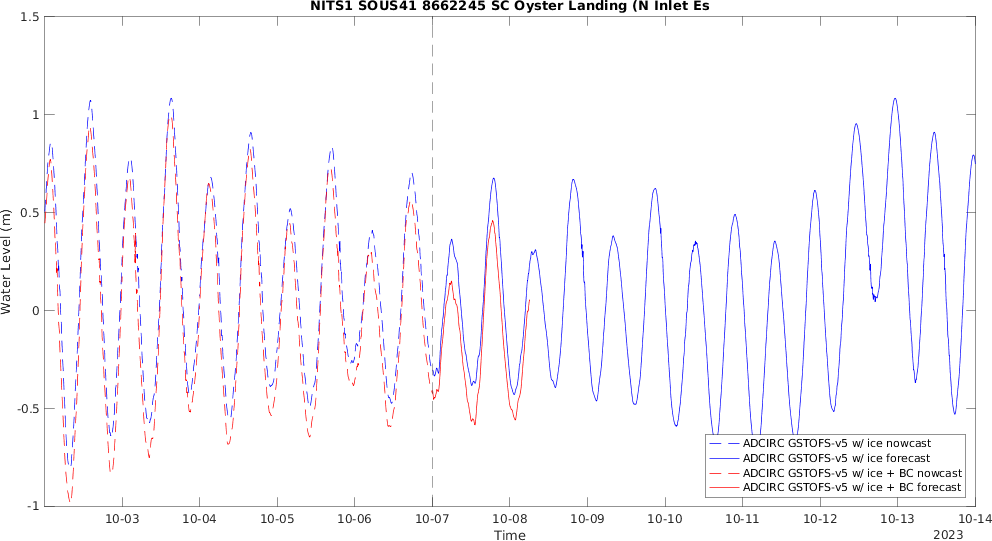 NITS1 SOUS41 8662245 SC Oyster Landing (N Inlet Es
Water Level (m)
1.5
1
0.5
0
-0.5
-1
10-03 10-04 10-05 10-06 10-07 10-08 10-09 10-10 10-11 10-12 10-13 10-14
Time
2023
ADCIRC GSTOFS-v5 w/ ice nowcast
ADCIRC GSTOFS-v5 w/ ice forecast
ADCIRC GSTOFS-v5 w/ ice + BC nowcast
ADCIRC GSTOFS-v5 w/ ice + BC forecast